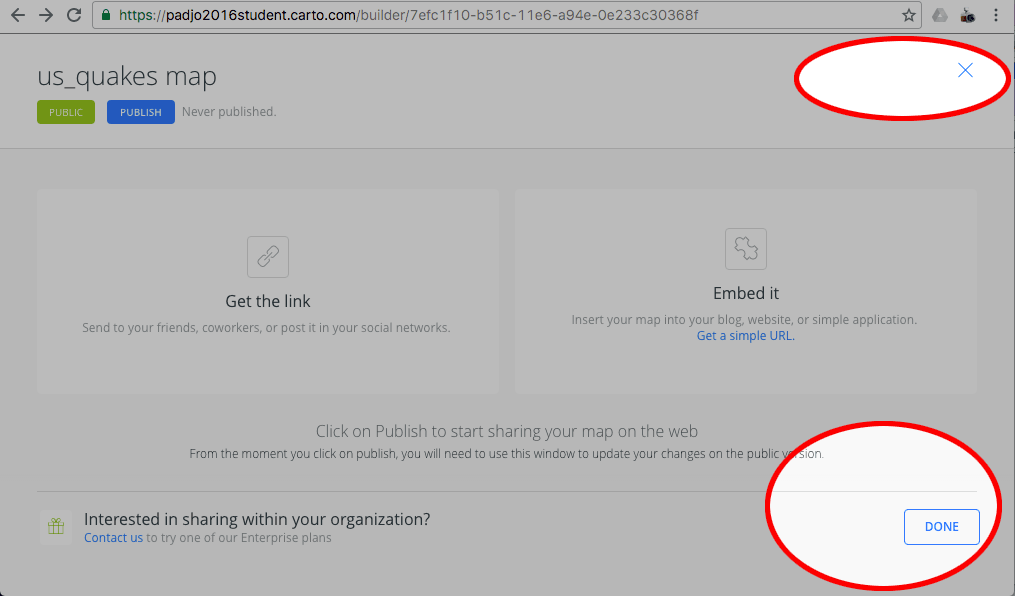 https://padjo2016student.carto.com/builder/7efc1f10-b51c-11e6-a94e-0e233c30368f
us_quakes map
PUBLIC PUBLISH Never published.
Get the link
Send to your friends, coworkers, or post it in your social networks.
Embed it
Insert your map into your blog, website, or simple application.
Get a simple URL.
Click on Publish to start sharing your map on the web
From the moment you click on publish, you will need to use this window to update your changes on the public version.
Interested in sharing within your organization?
Contact us to try one of our Enterprise plans
DONE